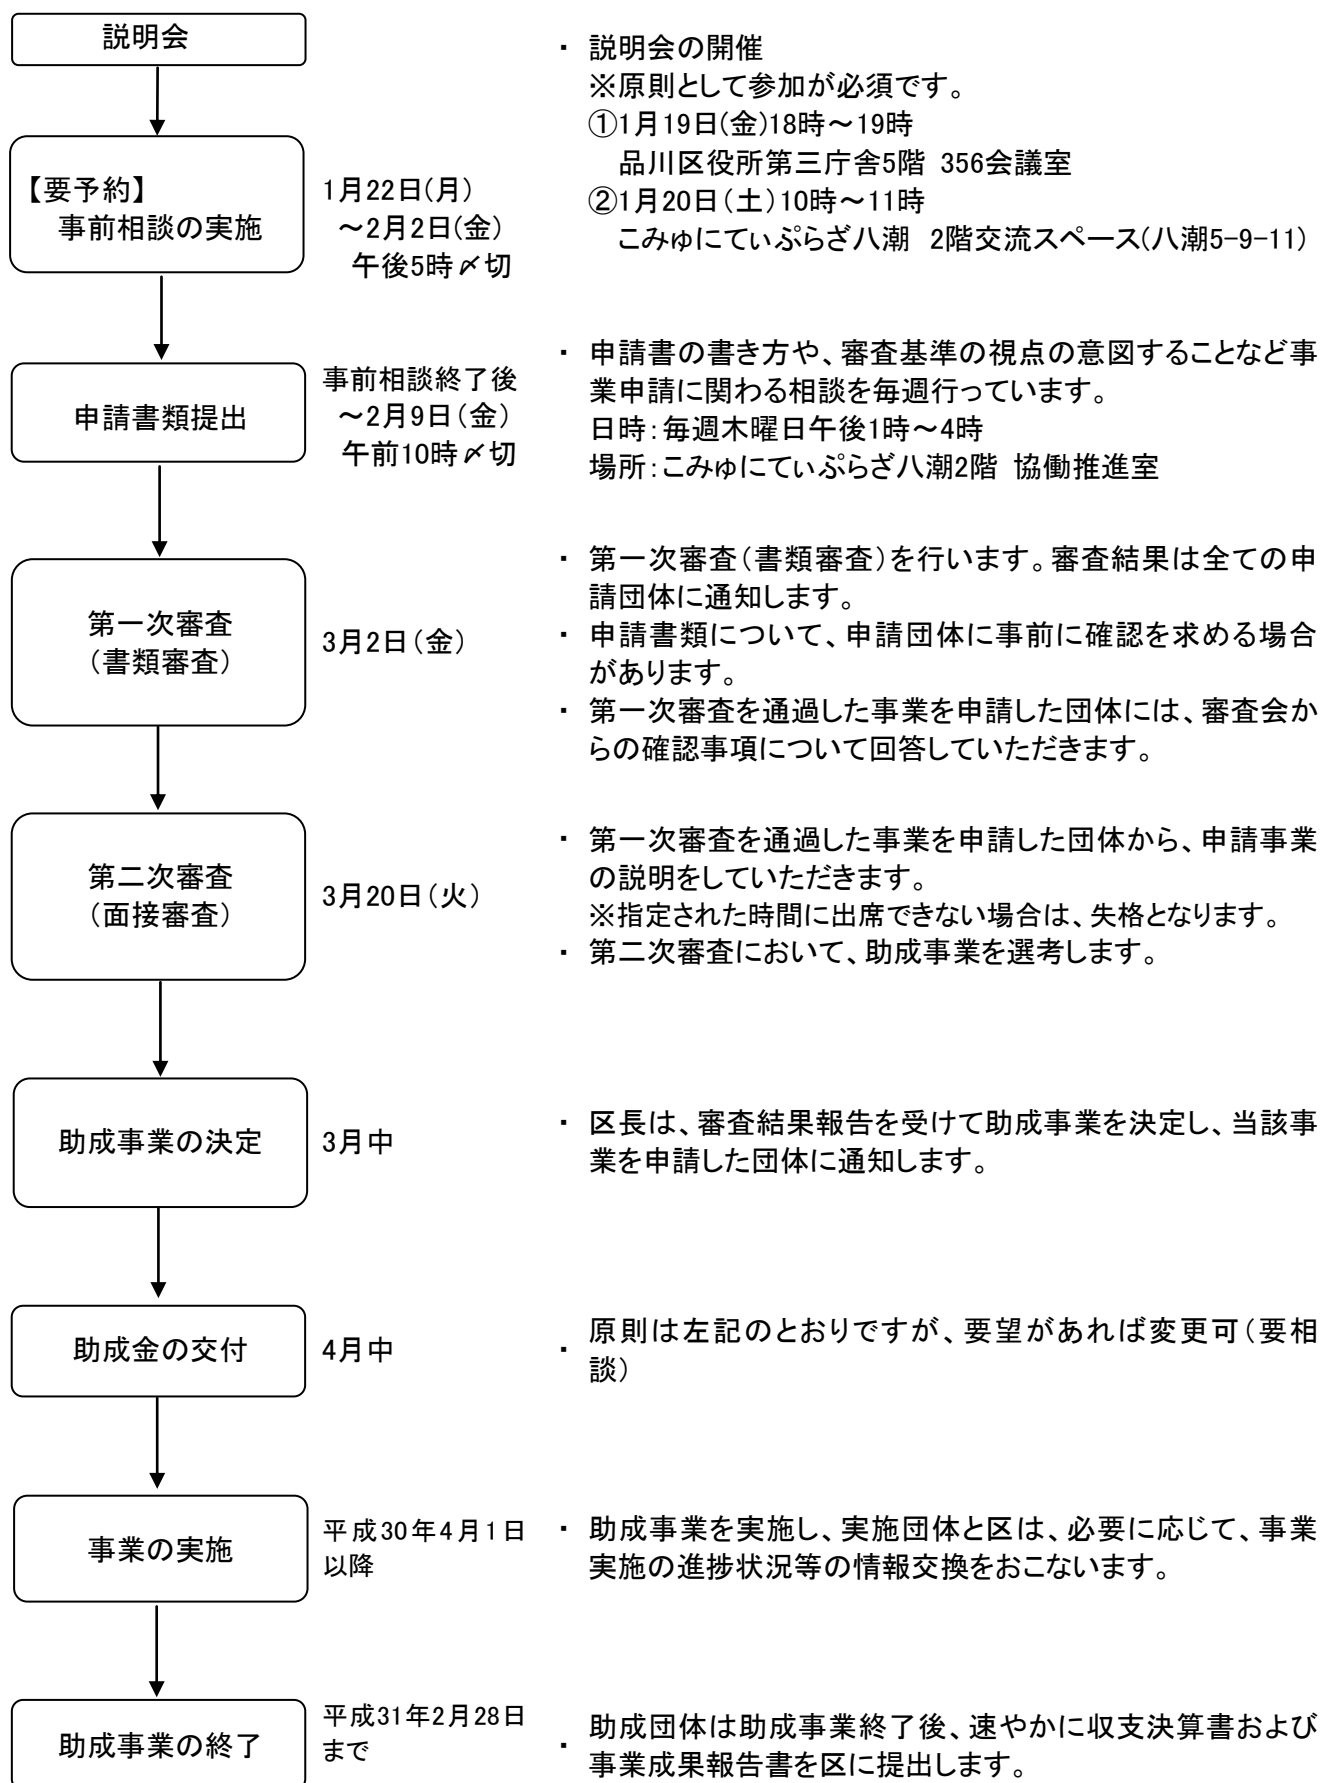 説明会
・ 説明会の開催
※原則として参加が必須です。
①1月19日(金)18時～19時
品川区役所第三庁舎5階 356会議室
②1月20日(土)10時～11時
こみゅにてぃぷらざ八潮 2階交流スペース(八潮5-9-11)
【要予約】
事前相談の実施
1月22日(月)
～2月2日(金)
午後5時〆切
申請書類提出
事前相談終了後
～2月9日(金)
午前10時〆切
・ 申請書の書き方や、審査基準の視点の意図することなど事
業申請に関わる相談を毎週行っています。
日時:毎週木曜日午後1時～4時
場所:こみゅにてぃぷらざ八潮2階 協働推進室
第一次審査
(書類審査)
3月2日(金)
・ 第一次審査(書類審査)を行います。審査結果は全ての申
請団体に通知します。
・ 申請書類について、申請団体に事前に確認を求める場合
があります。
・ 第一次審査を通過した事業を申請した団体には、審査会か
らの確認事項について回答していただきます。
第二次審査
(面接審査)
3月20日(火)
・ 第一次審査を通過した事業を申請した団体から、申請事業
の説明をしていただきます。
※指定された時間に出席できない場合は、失格となります。
・ 第二次審査において、助成事業を選考します。
助成事業の決定
3月中
・ 区長は、審査結果報告を受けて助成事業を決定し、当該事
業を申請した団体に通知します。
助成金の交付
4月中
・ 原則は左記のとおりですが、要望があれば変更可(要相
談)
事業の実施
平成30年4月1日
以降
・ 助成事業を実施し、実施団体と区は、必要に応じて、事業
実施の進捗状況等の情報交換をおこないます。
助成事業の終了
平成31年2月28日
まで
・ 助成団体は助成事業終了後、速やかに収支決算書および
事業成果報告書を区に提出します。